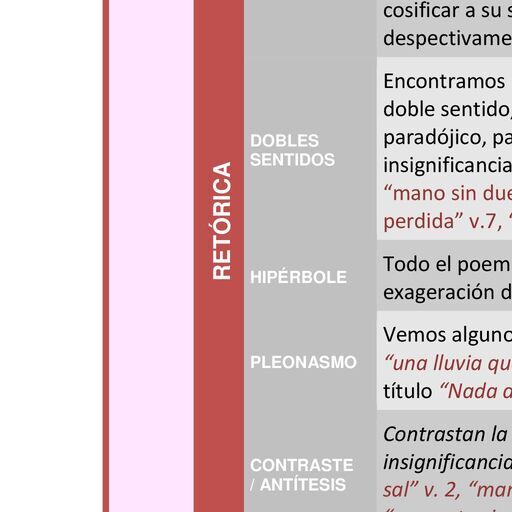 cosificar a su
despectivame
RETÓRICA
DOBLES
SENTIDOS
Encontramos
doble sentido,
paradójico, pa
insignificancia
“mano sin due
perdida” v.7, “
HIPÉRBOLE
Todo el poem
exageración d
PLEONASMO
Vemos alguno
“una lluvia qu
título “Nada a
CONTRASTE
/ ANTÍTESIS
Contrastan la
insignificancia
sal” v. 2, “mar